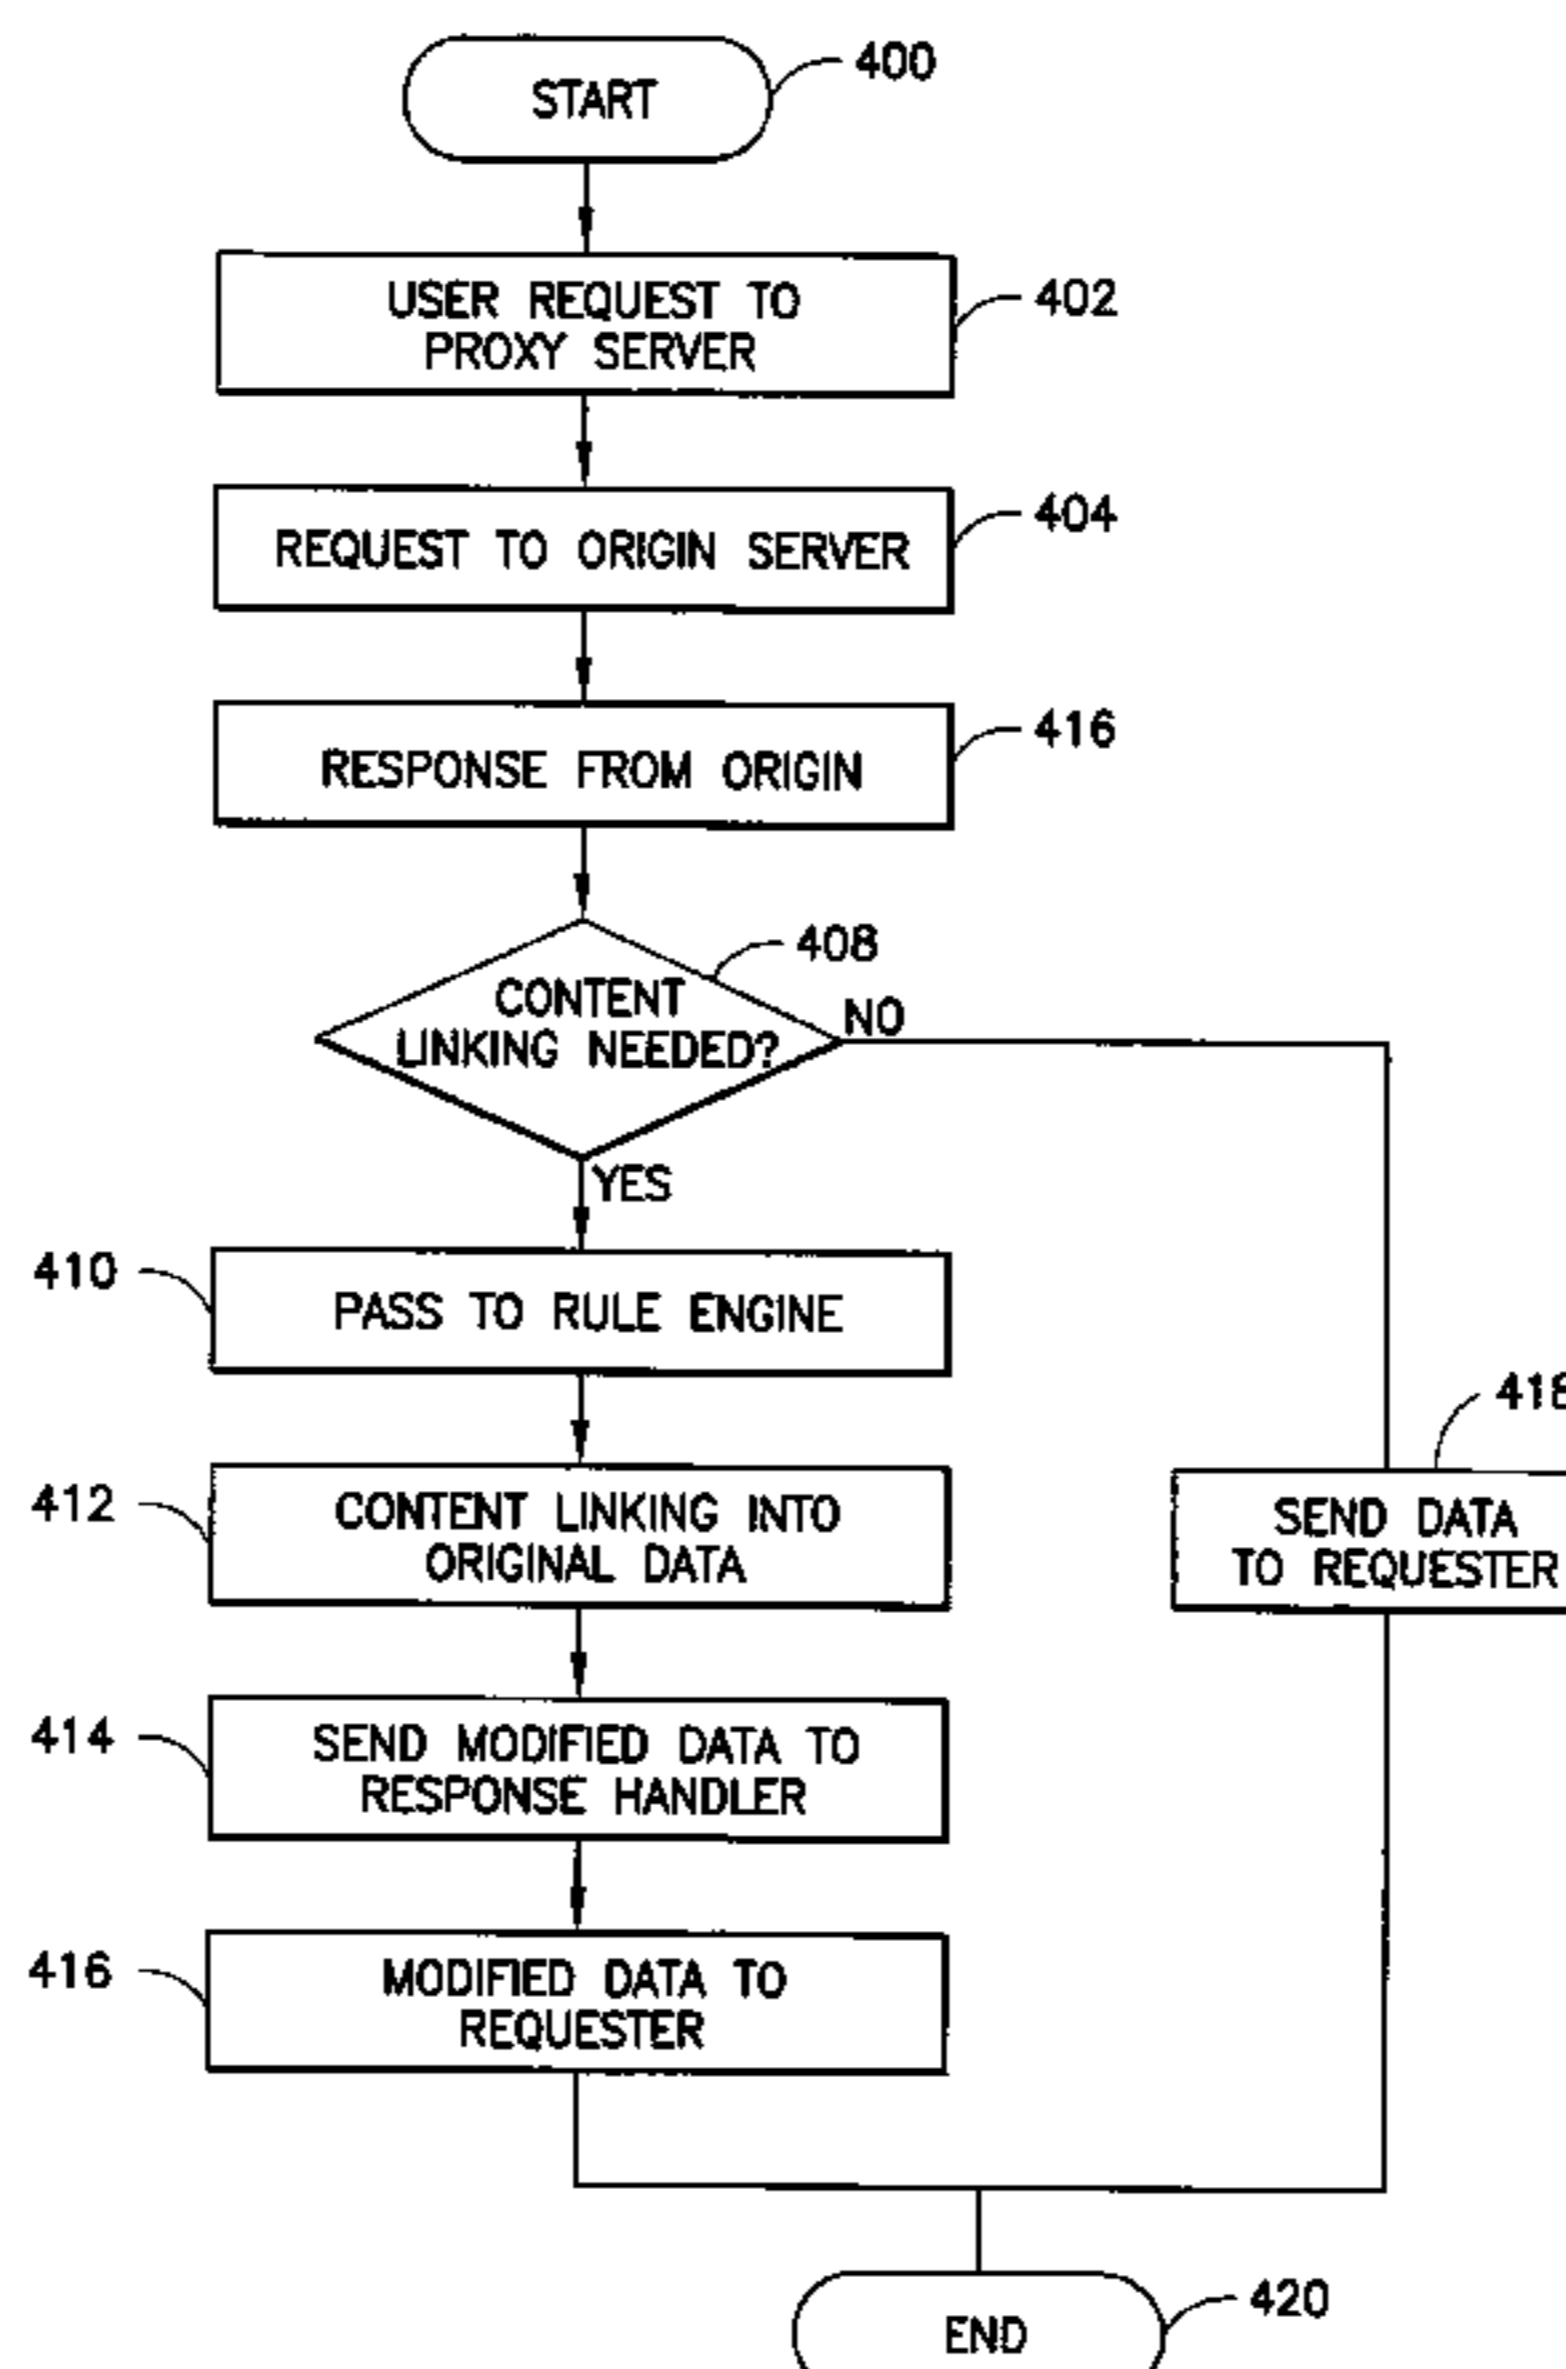 START
400
USER REQUEST TO
PROXY SERVER
402
REQUEST TO ORIGIN SERVER
404
RESPONSE FROM ORIGIN
416
408
CONTENT
LINKING NEEDED?
NO
YES
410
PASS TO RULE ENGINE
418
412
CONTENT LINKING INTO
ORIGINAL DATA
SEND DATA
TO REQUESTER
414
SEND MODIFIED DATA TO
RESPONSE HANDLER
416
MODIFIED DATA TO
REQUESTER
420
END